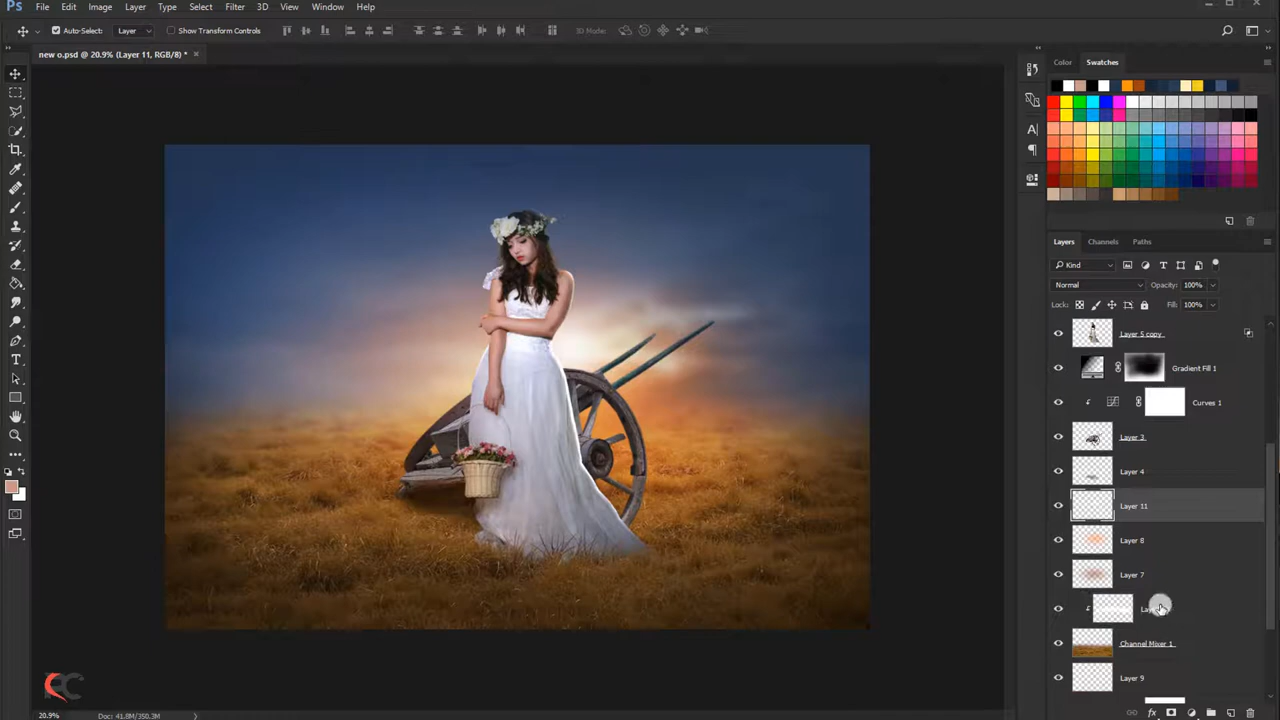 Ps File Edit Image Layer Type Select Filter 3D View Window Help
Auto-Select: Layer Show Transform Controls 3D Mode:
new o.psd @ 20.9% (Layer 11, RGB/8) *
Color Swatches
Layers Channels Paths
Kind
Normal Opacity: 100%
Lock: Fill: 100%
Layer 5 copy
Gradient Fill 1
Curves 1
Layer 3
Layer 4
Layer 11
Layer 8
Layer 7
Channel Mixer 1
Layer 9
20.9% Doc: 41.8M/350.3M